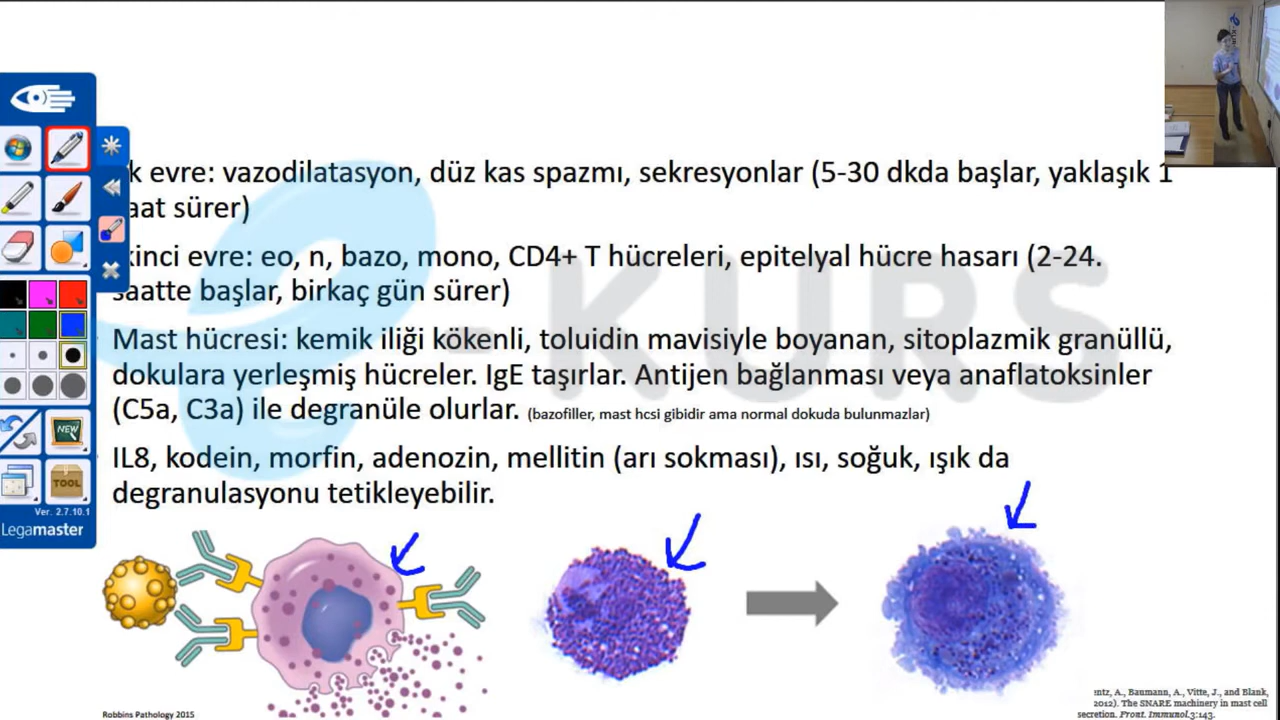 k evre: vazodilatasyon, düz kas spazmı, sekresyonlar (5-30 dkda başlar, yaklaşık 1
aat sürer)
kinci evre: eo, n, bazo, mono, CD4+ T hücreleri, epitelyal hücre hasarı (2-24.
saatte başlar, birkaç gün sürer)
Mast hücresi: kemik iliği kökenli, toluidin mavisiyle boyanan, sitoplazmik granüllü,
dokulara yerleşmiş hücreler. IgE taşırlar. Antijen bağlanması veya anaflatoksinler
(C5a, C3a) ile degranüle olurlar. (bazofiller, mast hcsi gibidir ama normal dokuda bulunmazlar)
IL8, kodein, morfin, adenozin, mellitin (arı sokması), ısı, soğuk, ışık da
degranulasyonu tetikleyebilir.
e-KURS
NEW
TOOL
Ver. 2.7.10.1
Legamaster
Robbins Pathology 2015
entz, A., Baumann, A., Vitte, J., and Blank,
2012). The SNARE machinery in mast cell
secretion. Front. Immunol.3:143.